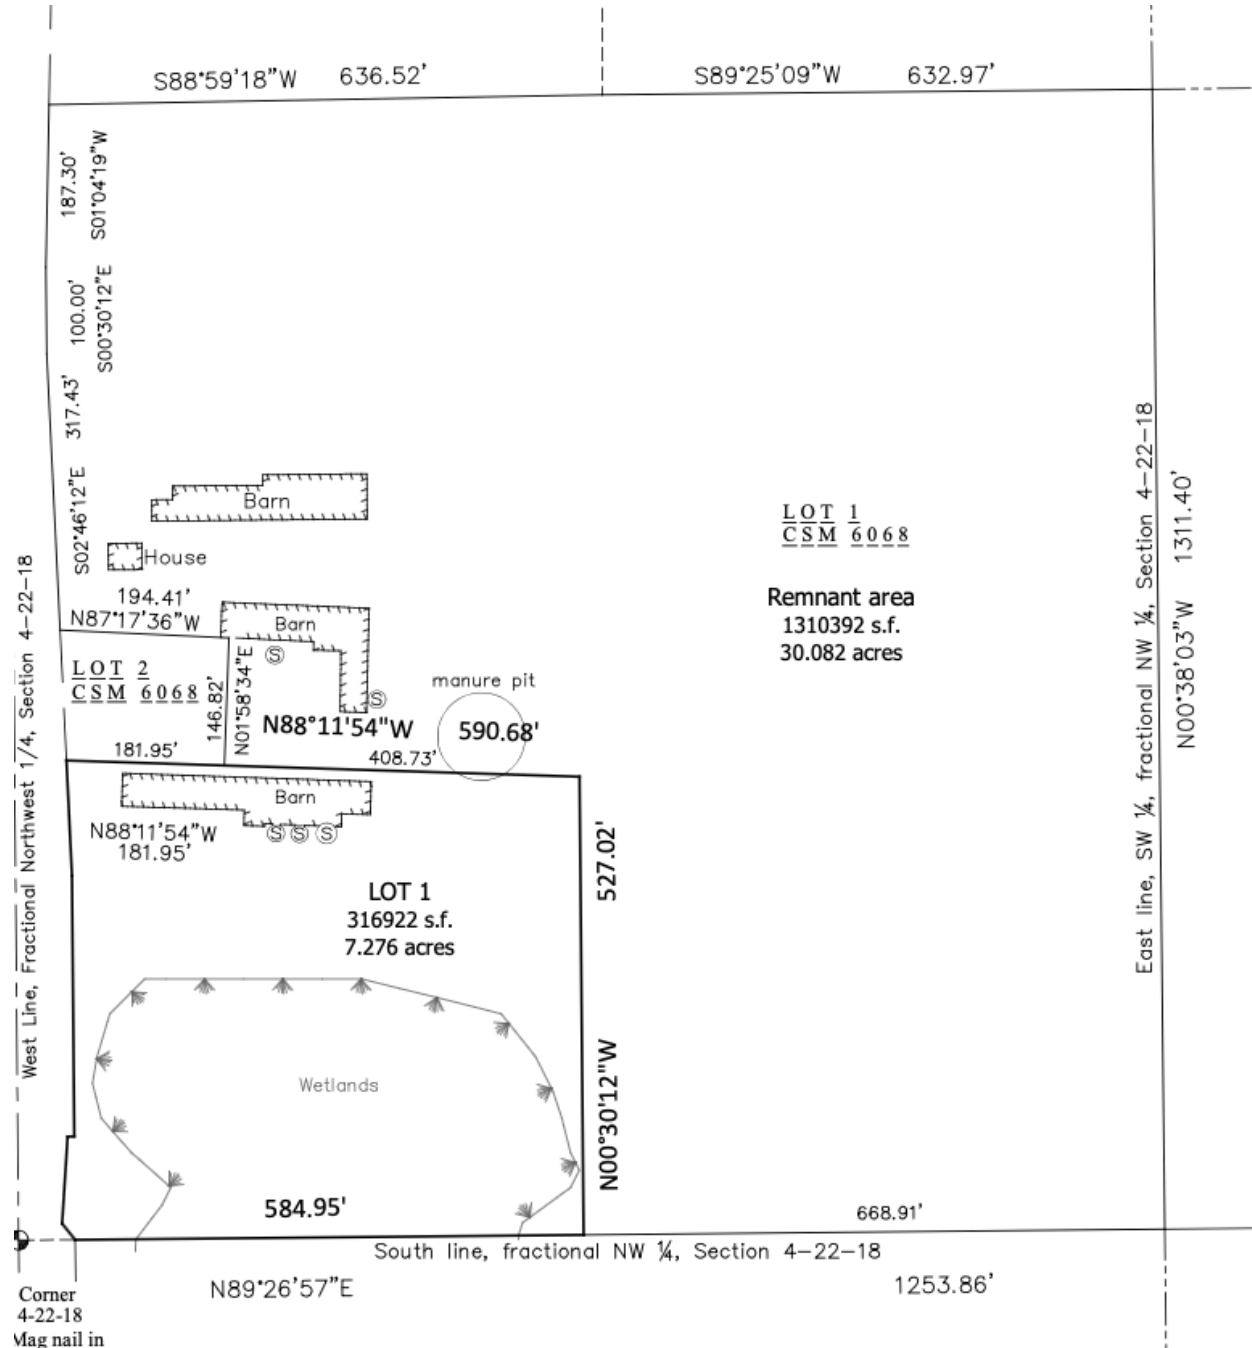 S88°59'18"W 636.52'
S89°25'09"W 632.97'
187.30'
S01°04'19"W
100.00'
S00°30'12"E
317.43'
S02°46'12"E
Barn
House
194.41'
N87°17'36"W
Barn
S
S
LOT 2
CSM 6068
146.82'
N01°58'34"E
181.95'
N88°11'54"W 590.68'
manure pit
408.73'
Barn
S S S
N88°11'54"W
181.95'
LOT 1
316922 s.f.
7.276 acres
527.02'
N00°30'12"W
Wetlands
584.95'
LOT 1
CSM 6068
Remnant area
1310392 s.f.
30.082 acres
East line, SW ¼, fractional NW ¼, Section 4-22-18
N00°38'03"W 1311.40'
West Line, Fractional Northwest 1/4, Section 4-22-18
668.91'
South line, fractional NW ¼, Section 4-22-18
N89°26'57"E 1253.86'
Corner
4-22-18
Mag nail in